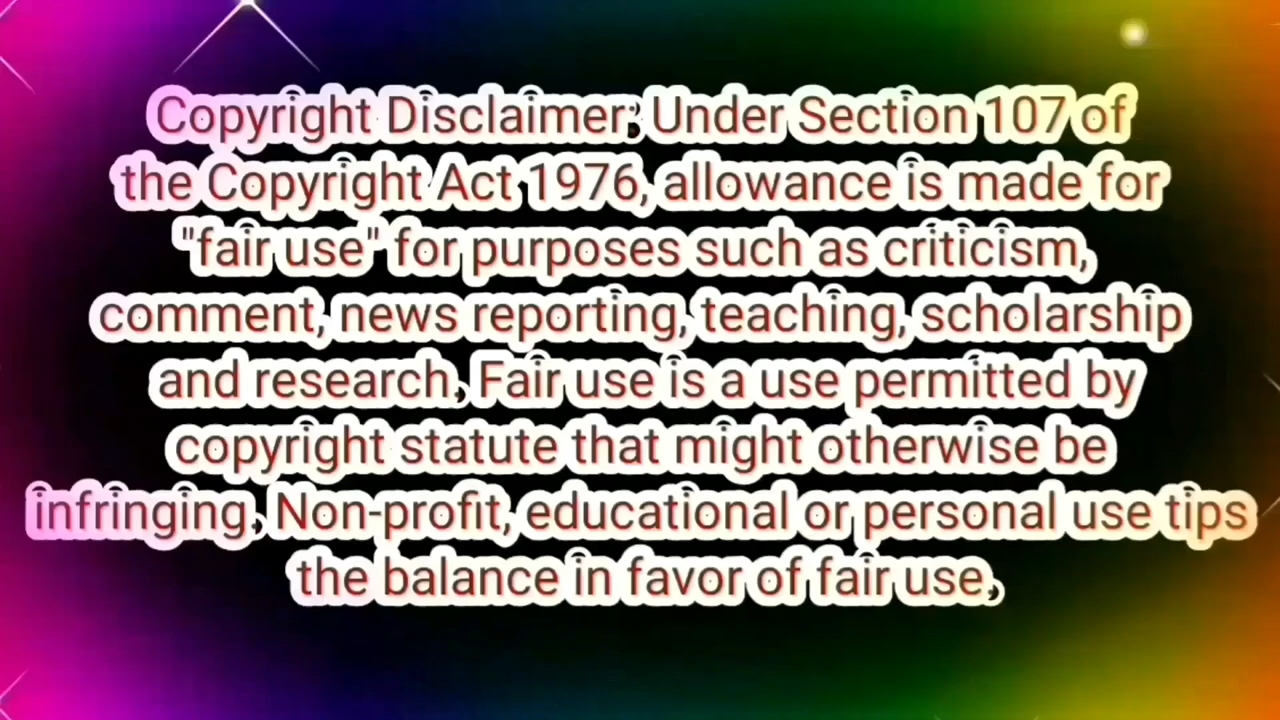 Copyright Disclaimer: Under Section 107 of
the Copyright Act 1976, allowance is made for
"fair use" for purposes such as criticism,
comment, news reporting, teaching, scholarship
and research. Fair use is a use permitted by
copyright statute that might otherwise be
infringing. Non-profit, educational or personal use tips
the balance in favor of fair use.